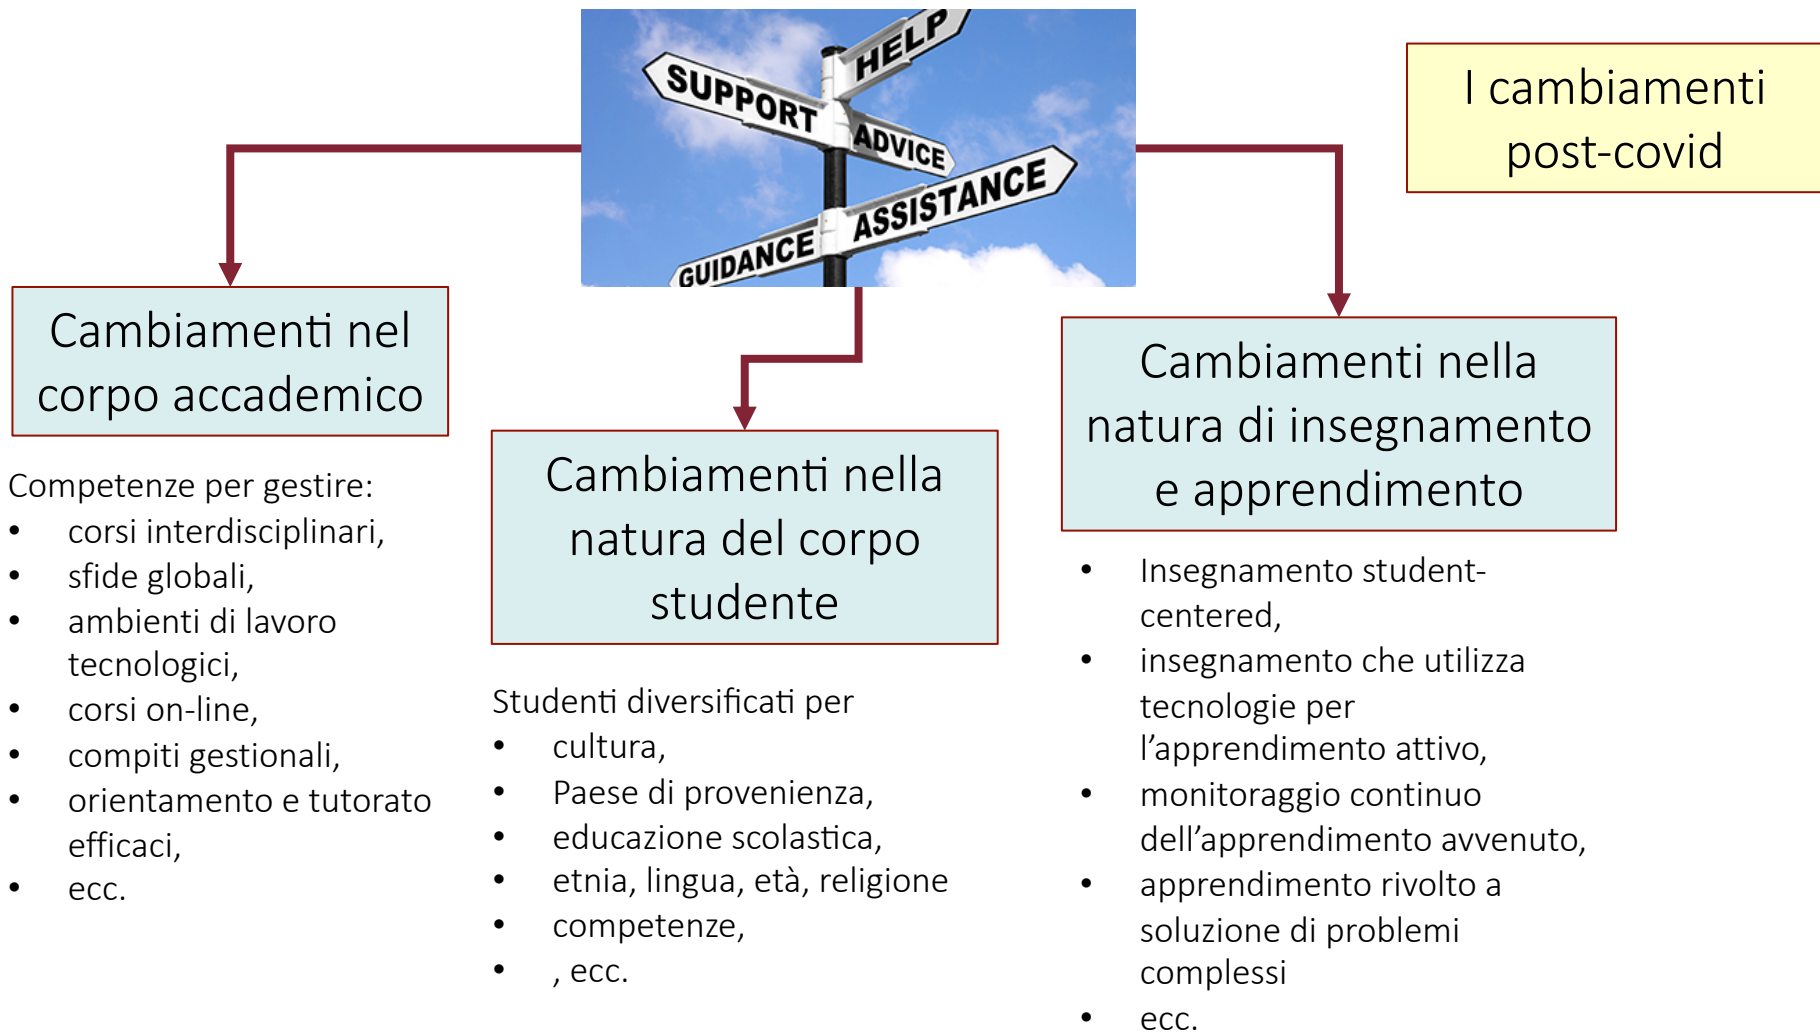 HELP
SUPPORT
ADVICE
ASSISTANCE
GUIDANCE
I cambiamenti
post-covid
Cambiamenti nel
corpo accademico
Competenze per gestire:
• corsi interdisciplinari,
• sfide globali,
• ambienti di lavoro
tecnologici,
• corsi on-line,
• compiti gestionali,
• orientamento e tutorato
efficaci,
• ecc.
Cambiamenti nella
natura del corpo
studente
Studenti diversificati per
• cultura,
• Paese di provenienza,
• educazione scolastica,
• etnia, lingua, età, religione
• competenze,
• , ecc.
Cambiamenti nella
natura di insegnamento
e apprendimento
• Insegnamento student-
centered,
• insegnamento che utilizza
tecnologie per
l’apprendimento attivo,
• monitoraggio continuo
dell’apprendimento avvenuto,
• apprendimento rivolto a
soluzione di problemi
complessi
• ecc.